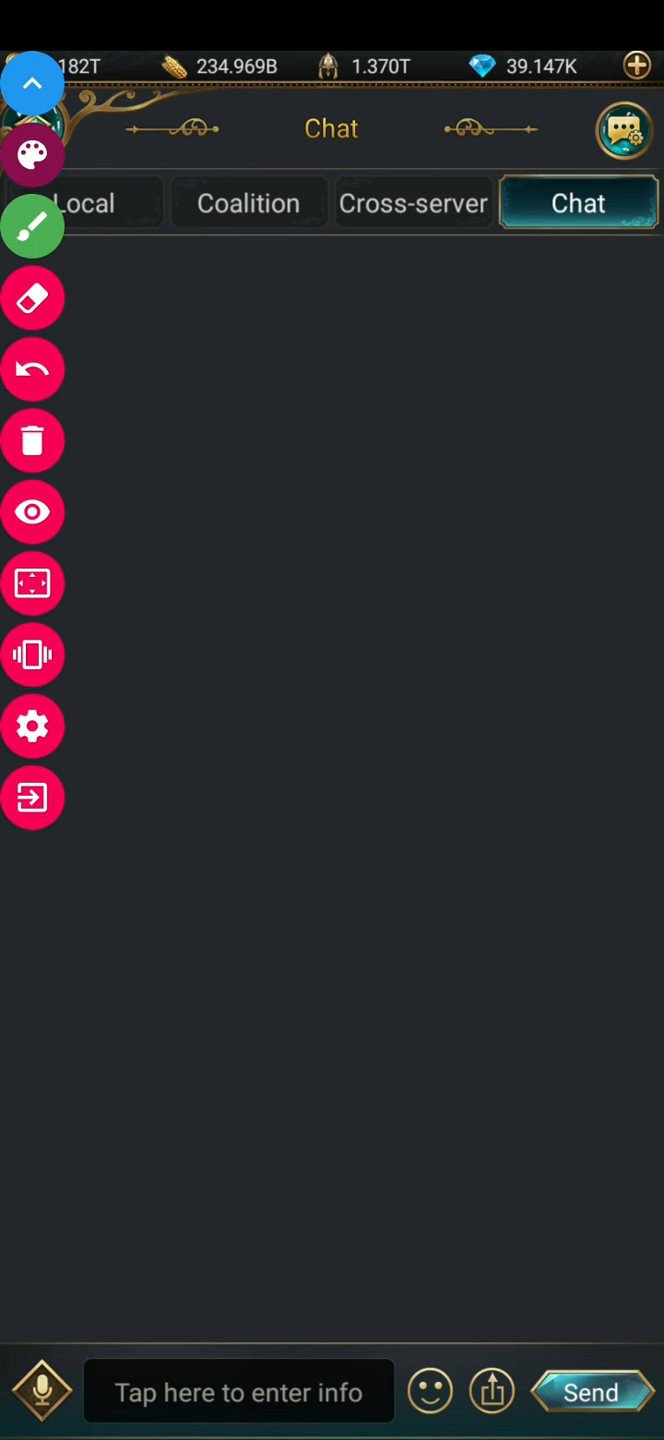 182T 234.969B 1.370T 39.147K
Chat
Local Coalition Cross-server Chat
Tap here to enter info Send